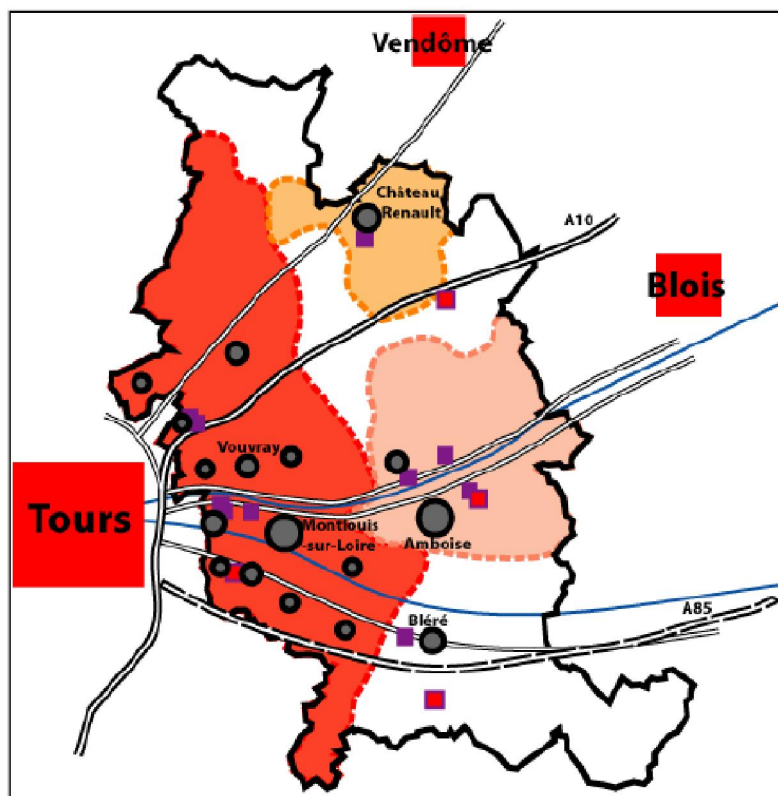 Vendôme
Château
Renault
A10
Blois
Vouvray
Tours
Montlouis
-sur-Loire
Amboise
A85
Bléré